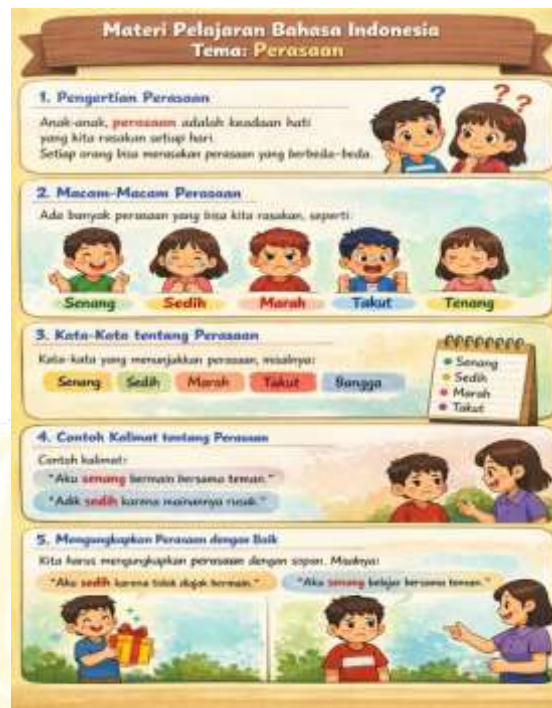 Materi Pelajaran Bahasa Indonesia
Tema: Perasaan
1. Pengertian Perasaan
Anak-anak, perasaan adalah keadaan hati
yang kita rasakan setiap hari.
Setiap orang bisa merasakan perasaan yang berbeda-beda.
? ? ?
2. Macam-Macam Perasaan
Ada banyak perasaan yang bisa kita rasakan, seperti:
Senang Sedih Marah Takut Tenang
3. Kata-Kata tentang Perasaan
Kata-kata yang menunjukkan perasaan, misalnya:
Senang Sedih Marah Takut Bangga
• Senang
• Sedih
• Marah
• Takut
4. Contoh Kalimat tentang Perasaan
Contoh kalimat:
"Aku senang bermain bersama teman."
"Adik sedih karena mainannya rusak."
5. Mengungkapkan Perasaan dengan Baik
Kita harus mengungkapkan perasaan dengan sopan. Misalnya:
"Aku sedih karena tidak diajak bermain." "Aku senang belajar bersama teman."